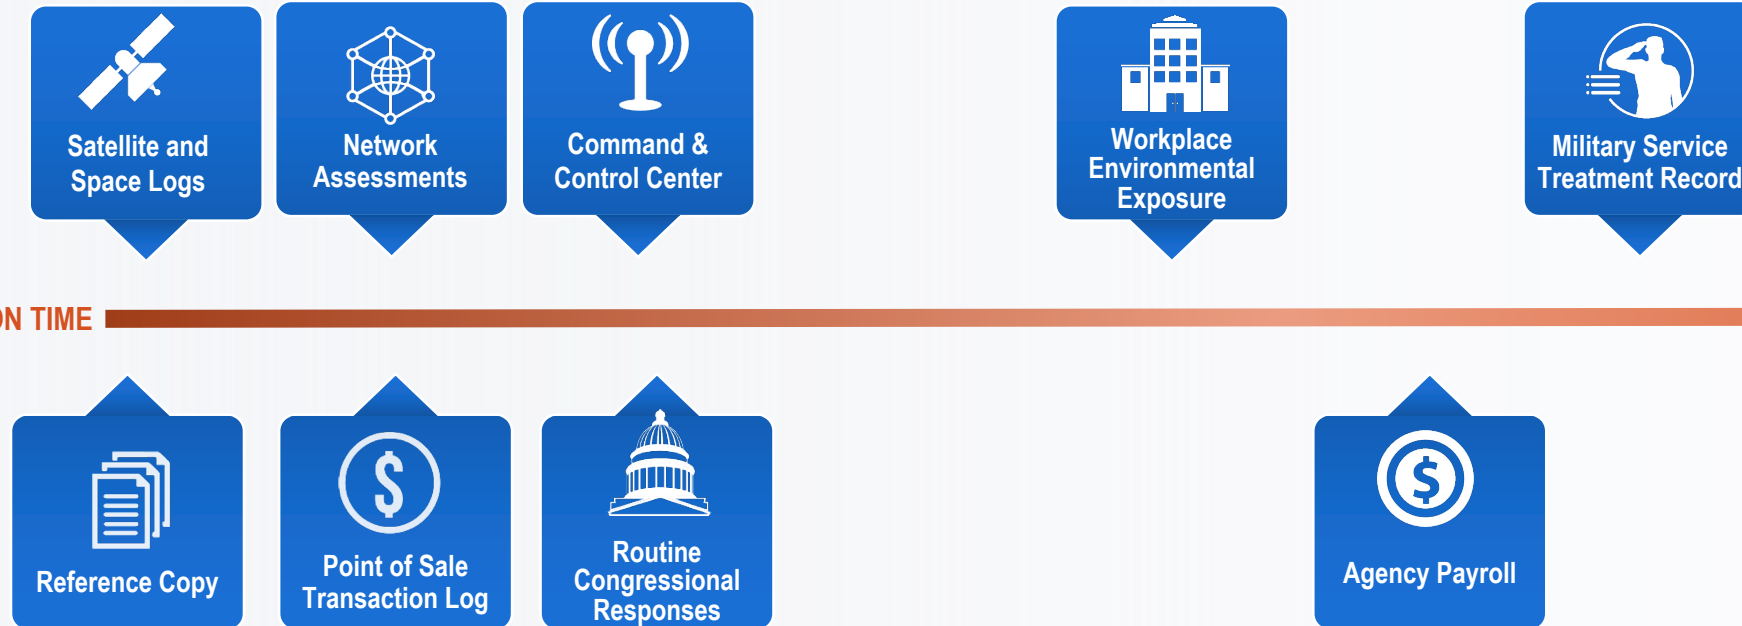 Satellite and
Space Logs
Network
Assessments
Command &
Control Center
Workplace
Environmental
Exposure
Military Service
Treatment Record
ON TIME
Reference Copy
Point of Sale
Transaction Log
Routine
Congressional
Responses
Agency Payroll